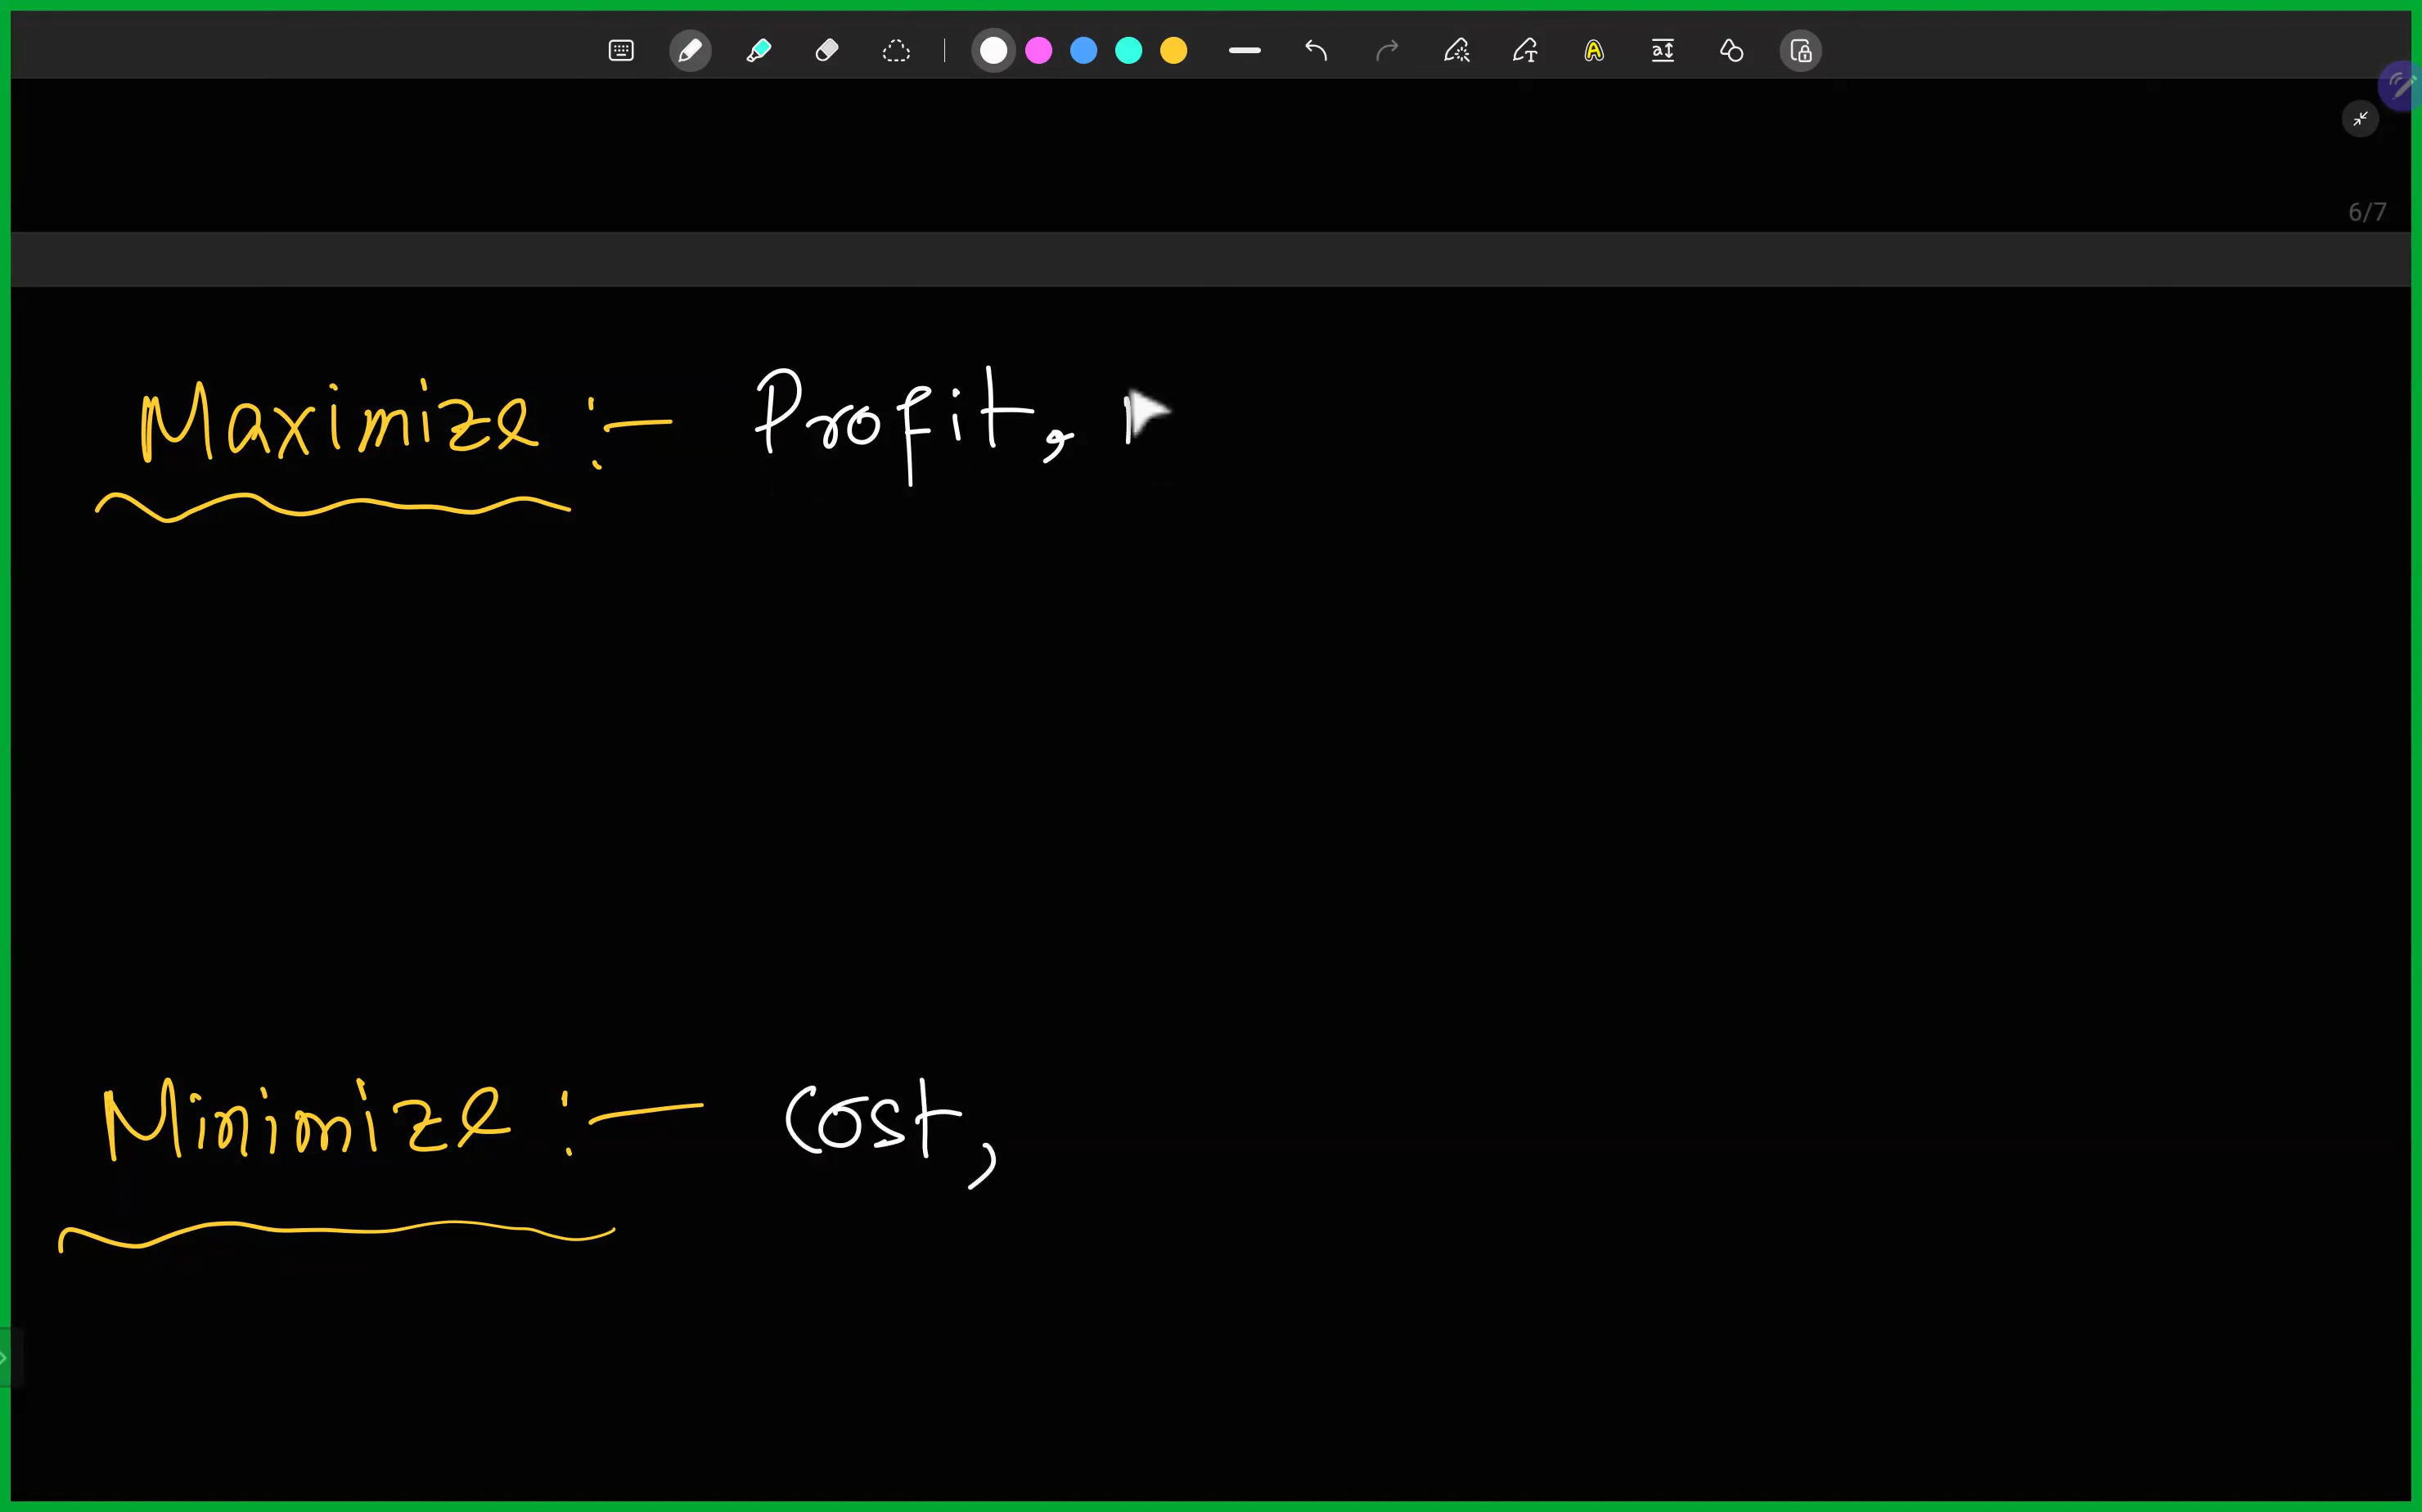 6/7
Maximize :- Profit,
Minimize :- Cost,